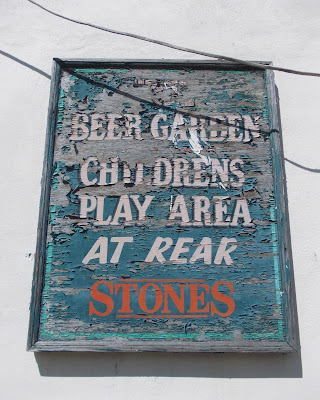 BEER GARDEN
CHILDRENS
PLAY AREA
AT REAR
STONES